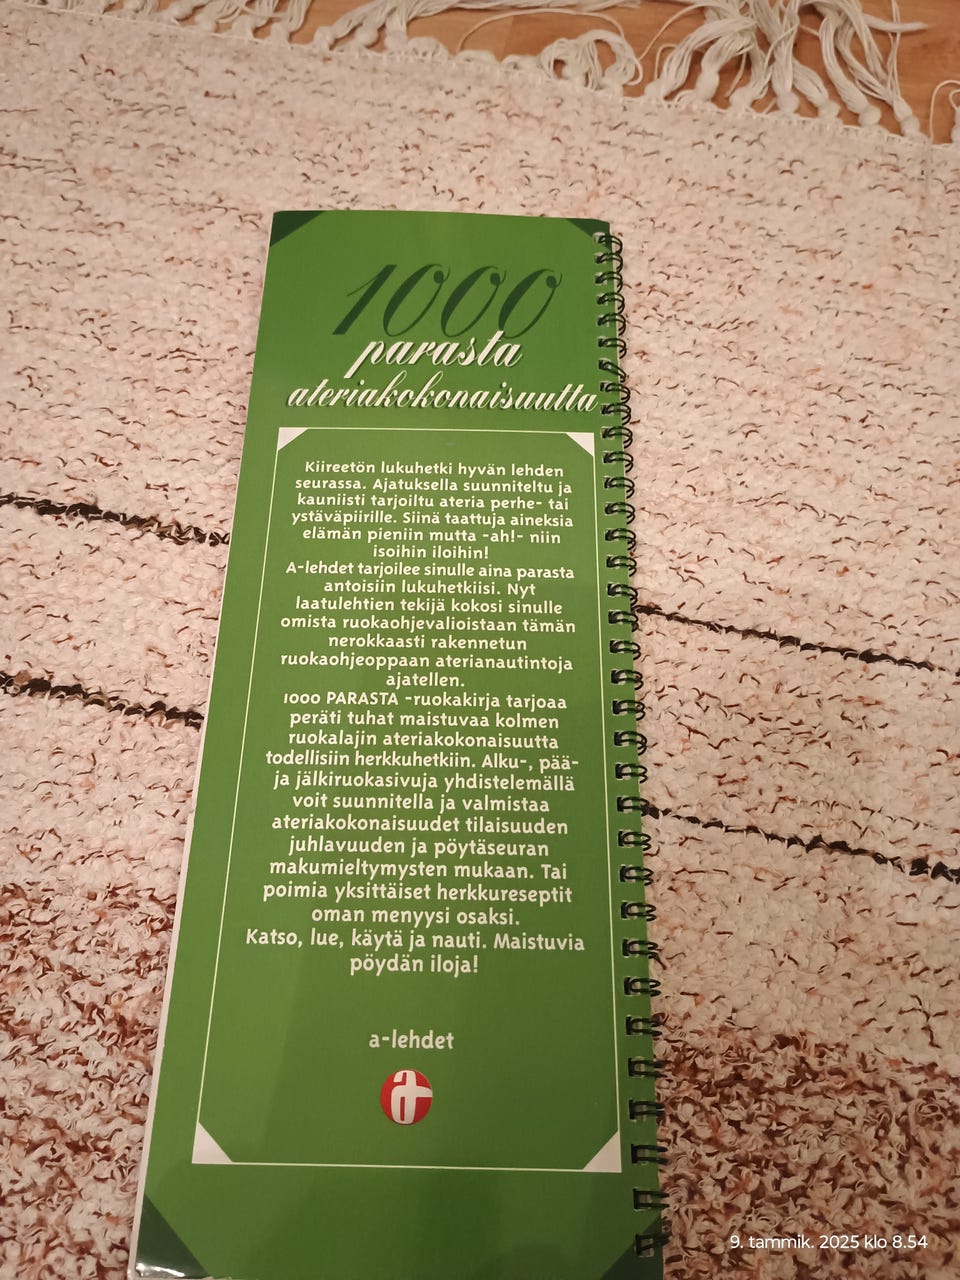 1000
parasta
ateriakokonaisuutta
Kiireetön lukuhetki hyvän lehden
seurassa. Ajatuksella suunniteltu ja
kauniisti tarjoiltu ateria perhe- tai
ystäväpiirille. Siinä taattuja aineksia
elämän pieniin mutta -ah!- niin
isoihin iloihin!
A-lehdet tarjoilee sinulle aina parasta
antoisiin lukuhetkiisi. Nyt
laatulehtien tekijä kokosi sinulle
omista ruokaohjevalioistaan tämän
nerokkaasti rakennetun
ruokaohjeoppaan aterianautintoja
ajatellen.
1000 PARASTA -ruokakirja tarjoaa
peräti tuhat maistuvaa kolmen
ruokalajin ateriakokonaisuutta
todellisiin herkkuhetkiin. Alku-, pää-
ja jälkiruokasivuja yhdistelemällä
voit suunnitella ja valmistaa
ateriakokonaisuudet tilaisuuden
juhlavuuden ja pöytäseuran
makumieltymysten mukaan. Tai
poimia yksittäiset herkkureseptit
oman menyysi osaksi.
Katso, lue, käytä ja nauti. Maistuvia
pöydän iloja!
a-lehdet
a
9. tammik. 2025 klo 8.54